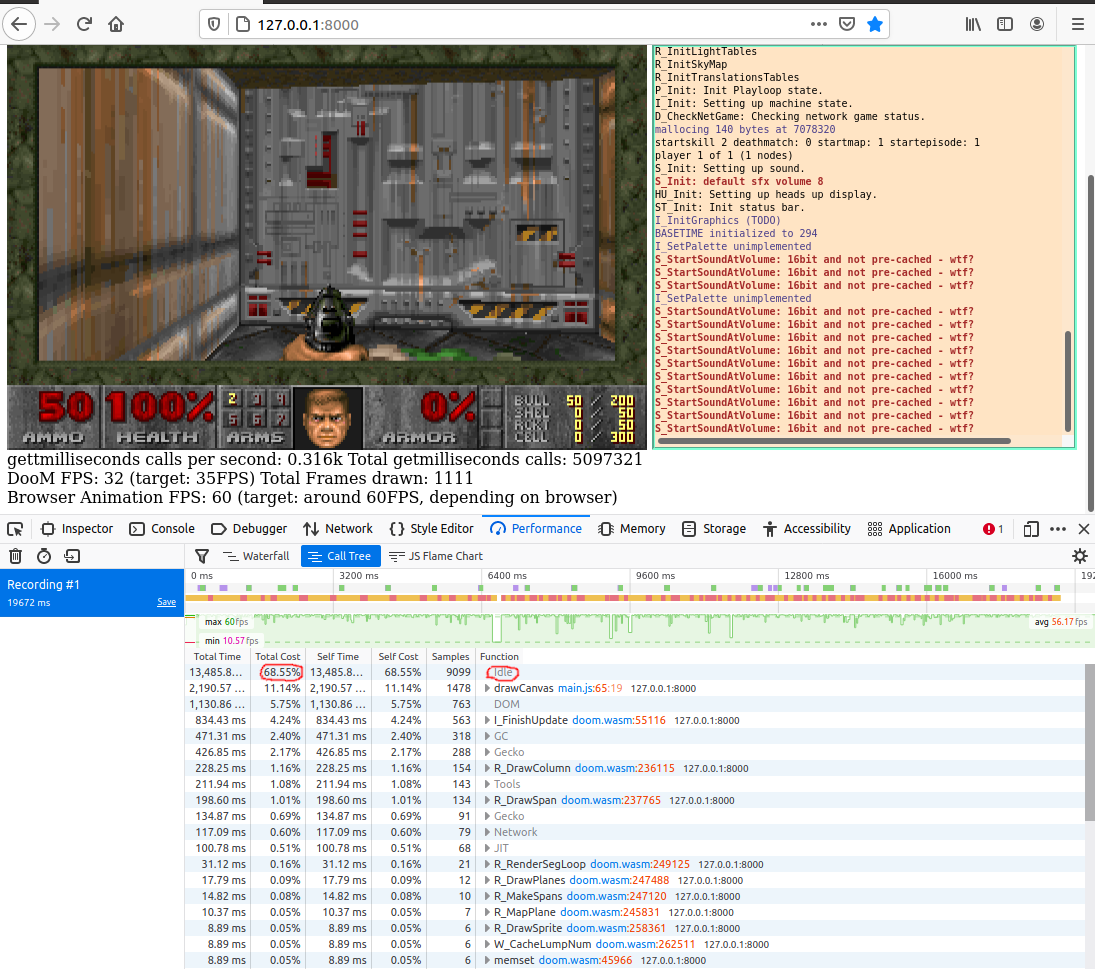 127.0.0.1:8000
R_InitLightTables
R_InitSkyMap
R_InitTranslationsTables
P_Init: Init Playloop state.
I_Init: Setting up machine state.
D_CheckNetGame: Checking network game status.
mallocing 140 bytes at 7078320
startskill 2 deathmatch: 0 startmap: 1 startepisode: 1
player 1 of 1 (1 nodes)
S_Init: Setting up sound.
S_Init: default sfx volume 8
HU_Init: Setting up heads up display.
ST_Init: Init status bar.
I_InitGraphics (TODO)
BASETIME initialized to 294
I_SetPalette unimplemented
S_StartSoundAtVolume: 16bit and not pre-cached - wtf?
S_StartSoundAtVolume: 16bit and not pre-cached - wtf?
S_StartSoundAtVolume: 16bit and not pre-cached - wtf?
I_SetPalette unimplemented
S_StartSoundAtVolume: 16bit and not pre-cached - wtf?
S_StartSoundAtVolume: 16bit and not pre-cached - wtf?
S_StartSoundAtVolume: 16bit and not pre-cached - wtf?
S_StartSoundAtVolume: 16bit and not pre-cached - wtf?
S_StartSoundAtVolume: 16bit and not pre-cached - wtf?
S_StartSoundAtVolume: 16bit and not pre-cached - wtf?
S_StartSoundAtVolume: 16bit and not pre-cached - wtf?
S_StartSoundAtVolume: 16bit and not pre-cached - wtf?
S_StartSoundAtVolume: 16bit and not pre-cached - wtf?
S_StartSoundAtVolume: 16bit and not pre-cached - wtf?
50 100% 2 3 4 0% BULL 50 / 200
5 6 7 SHEL 0 / 50
RCKT 0 / 50
AMMO HEALTH ARMS ARMOR CELL 0 / 300
gettmilliseconds calls per second: 0.316k Total getmilliseconds calls: 5097321
DooM FPS: 32 (target: 35FPS) Total Frames drawn: 1111
Browser Animation FPS: 60 (target: around 60FPS, depending on browser)
Inspector Console Debugger Network Style Editor Performance Memory Storage Accessibility Application 1
Waterfall Call Tree JS Flame Chart
Recording #1
19672 ms Save
0 ms 3200 ms 6400 ms 9600 ms 12800 ms 16000 ms 192
max 60fps avg 56.17fps
min 10.57fps
Total Time Total Cost Self Time Self Cost Samples Function
13,485.8... 68.55% 13,485.8... 68.55% 9099 Idle
2,190.57 ... 11.14% 2,190.57 ... 11.14% 1478 drawCanvas main.js:65:19 127.0.0.1:8000
1,130.86 ... 5.75% 1,130.86 ... 5.75% 763 DOM
834.43 ms 4.24% 834.43 ms 4.24% 563 I_FinishUpdate doom.wasm:55116 127.0.0.1:8000
471.31 ms 2.40% 471.31 ms 2.40% 318 GC
426.85 ms 2.17% 426.85 ms 2.17% 288 Gecko
228.25 ms 1.16% 228.25 ms 1.16% 154 R_DrawColumn doom.wasm:236115 127.0.0.1:8000
211.94 ms 1.08% 211.94 ms 1.08% 143 Tools
198.60 ms 1.01% 198.60 ms 1.01% 134 R_DrawSpan doom.wasm:237765 127.0.0.1:8000
134.87 ms 0.69% 134.87 ms 0.69% 91 Gecko
117.09 ms 0.60% 117.09 ms 0.60% 79 Network
100.78 ms 0.51% 100.78 ms 0.51% 68 JIT
31.12 ms 0.16% 31.12 ms 0.16% 21 R_RenderSegLoop doom.wasm:249125 127.0.0.1:8000
17.79 ms 0.09% 17.79 ms 0.09% 12 R_DrawPlanes doom.wasm:247488 127.0.0.1:8000
14.82 ms 0.08% 14.82 ms 0.08% 10 R_MakeSpans doom.wasm:247120 127.0.0.1:8000
10.37 ms 0.05% 10.37 ms 0.05% 7 R_MapPlane doom.wasm:245831 127.0.0.1:8000
8.89 ms 0.05% 8.89 ms 0.05% 6 R_DrawSprite doom.wasm:258361 127.0.0.1:8000
8.89 ms 0.05% 8.89 ms 0.05% 6 W_CacheLumpNum doom.wasm:262511 127.0.0.1:8000
8.89 ms 0.05% 8.89 ms 0.05% 6 memset doom.wasm:45966 127.0.0.1:8000